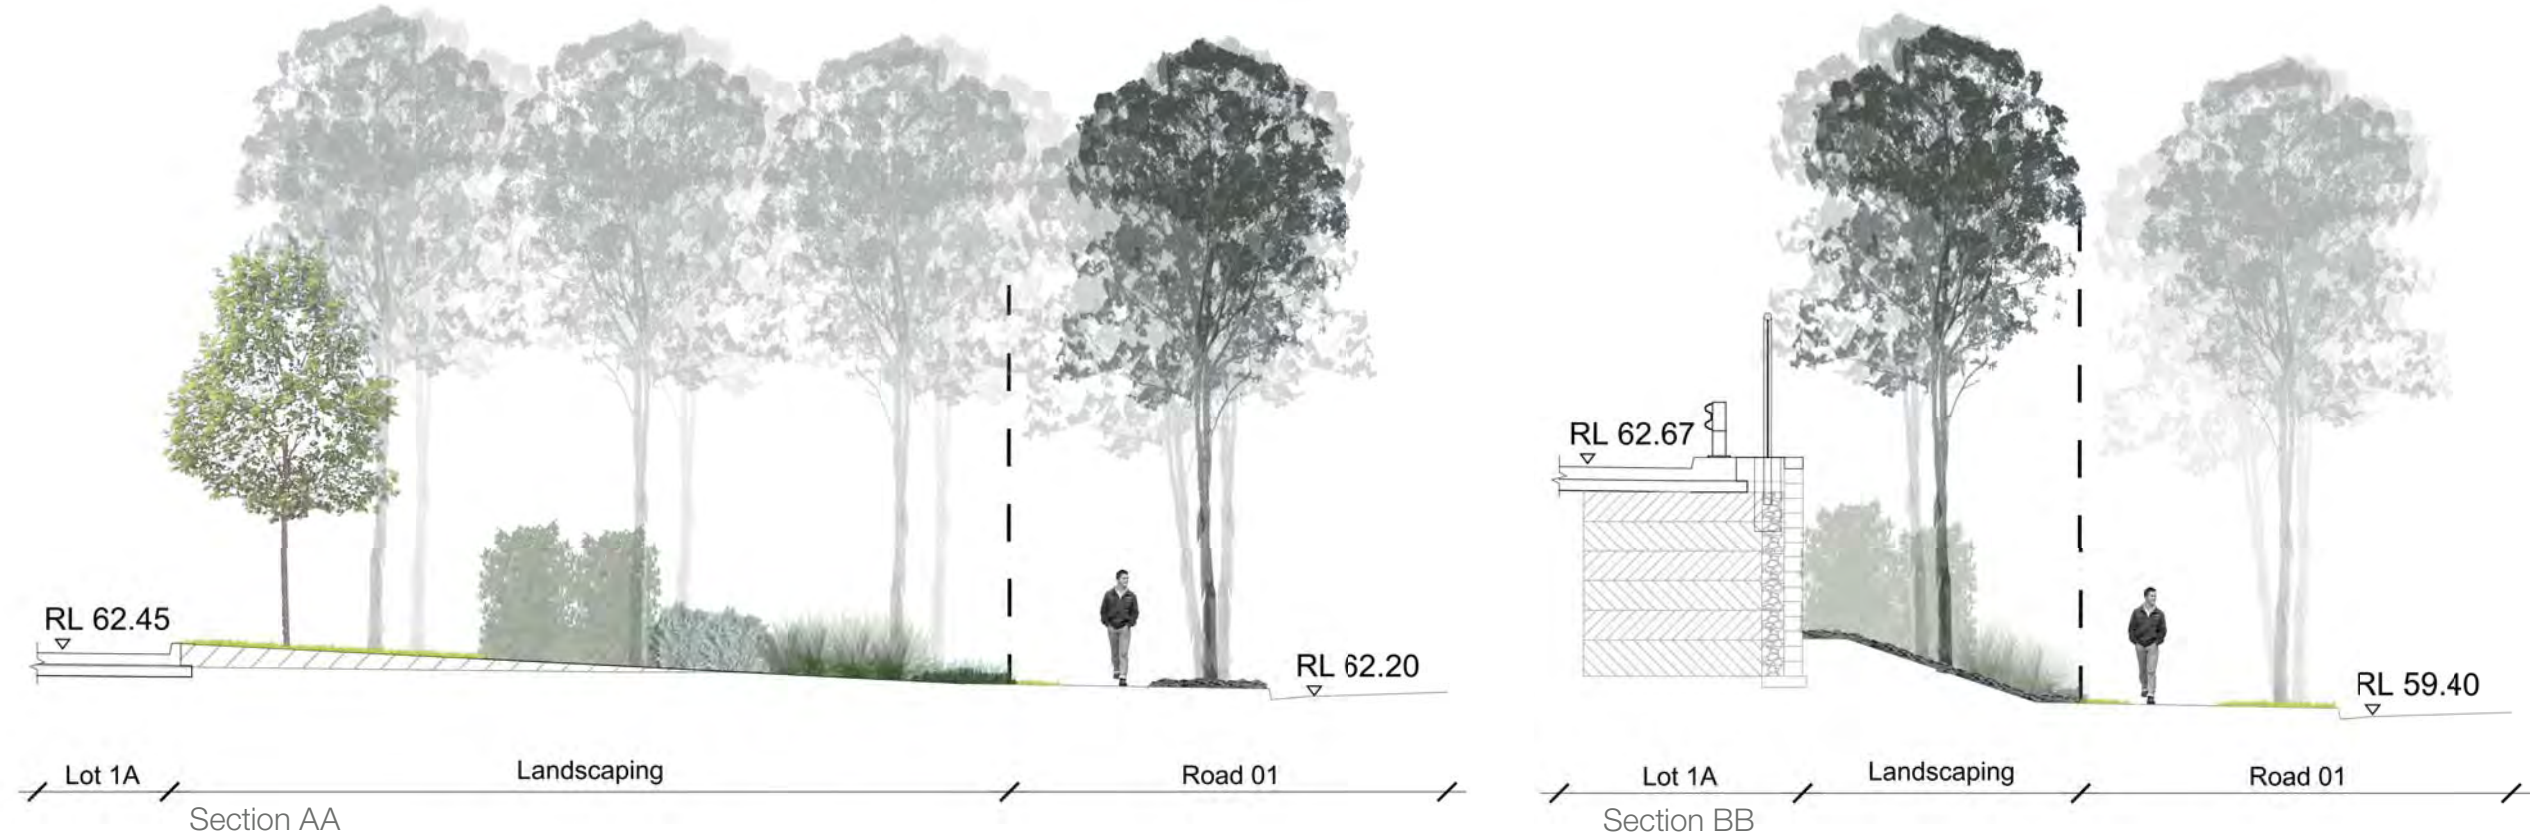 RL 62.45
RL 62.20
Lot 1A
Landscaping
Road 01
Section AA
RL 62.67
RL 59.40
Lot 1A
Landscaping
Road 01
Section BB